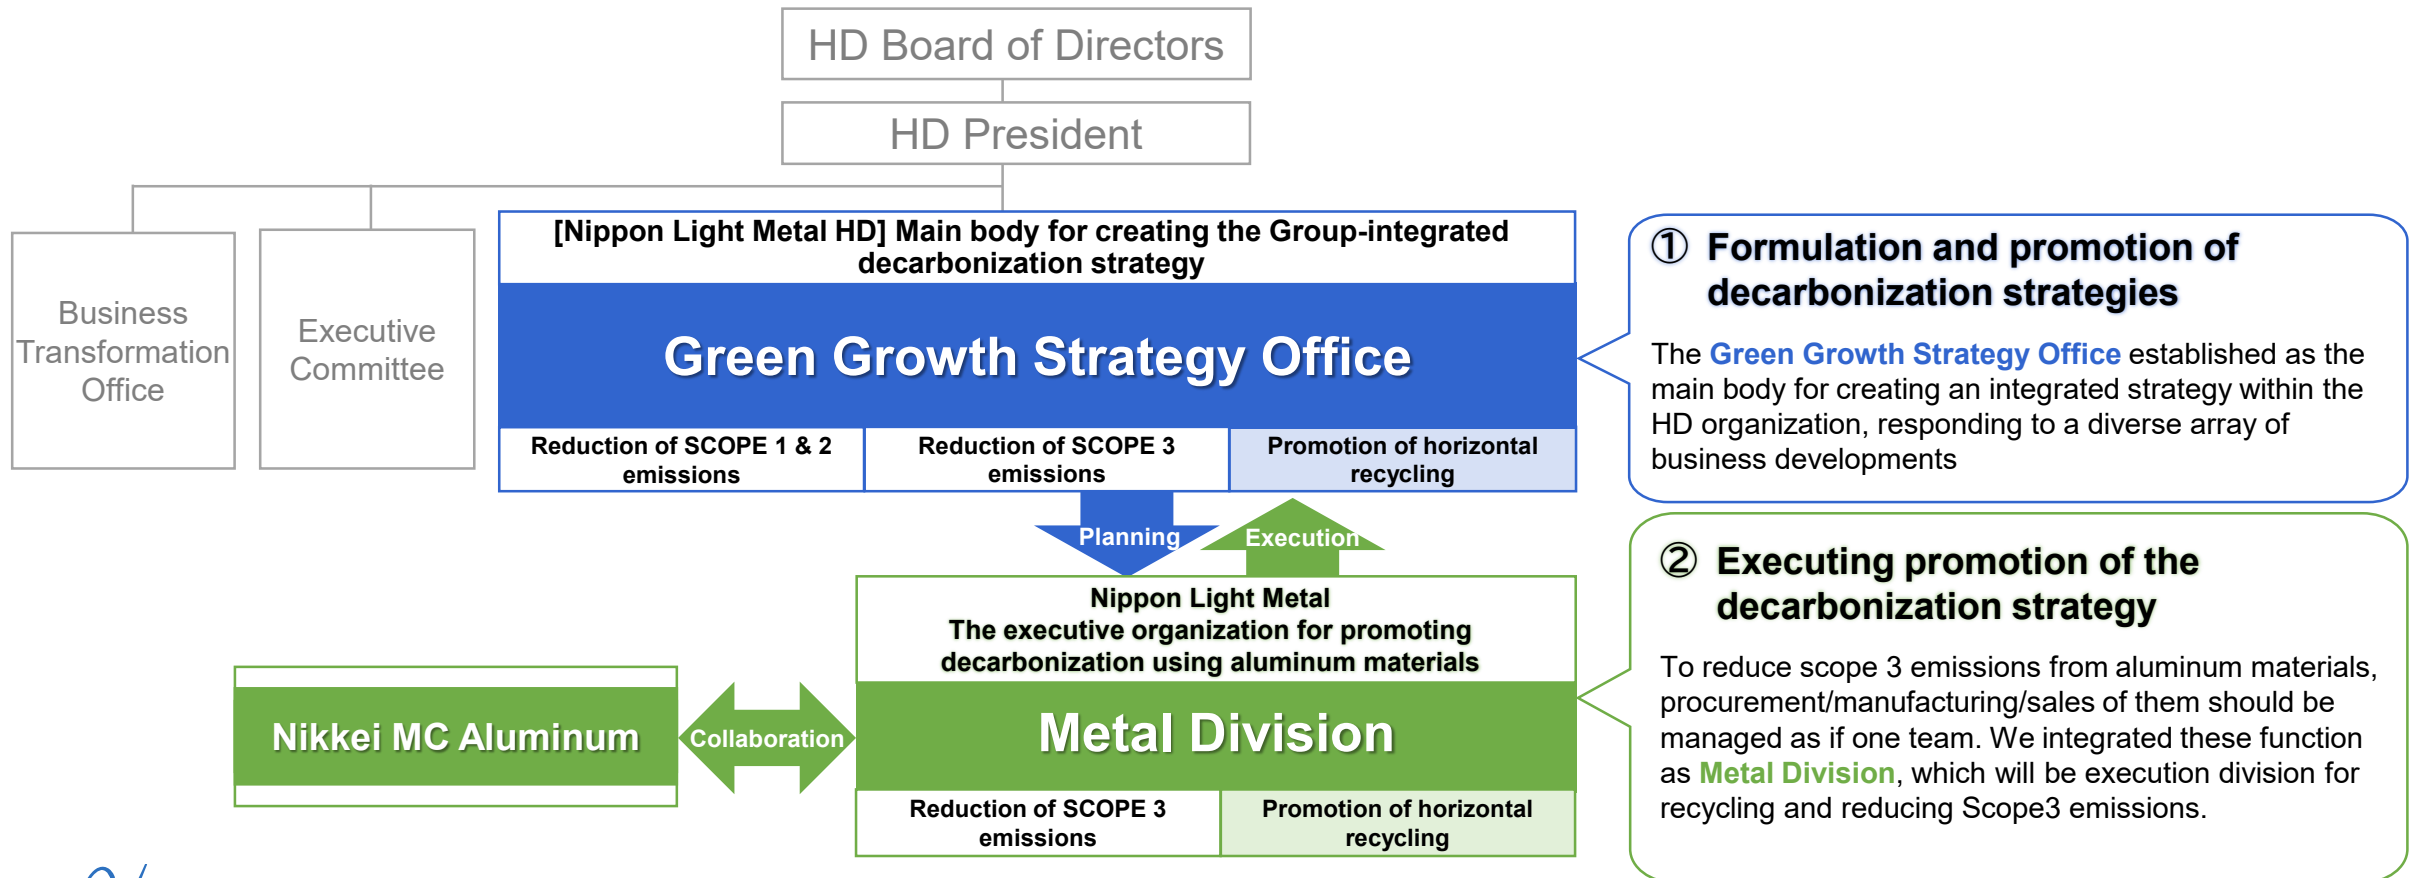 HD Board of Directors
HD President
Business
Transformation
Office
Executive
Committee
[Nippon Light Metal HD] Main body for creating the Group-integrated
decarbonization strategy
Green Growth Strategy Office
Reduction of SCOPE 1 & 2
emissions
Reduction of SCOPE 3
emissions
Promotion of horizontal
recycling
① Formulation and promotion of
decarbonization strategies
The Green Growth Strategy Office established as the
main body for creating an integrated strategy within the
HD organization, responding to a diverse array of
business developments
Planning
Execution
Nippon Light Metal
The executive organization for promoting
decarbonization using aluminum materials
Nikkei MC Aluminum
Collaboration
Metal Division
Reduction of SCOPE 3
emissions
Promotion of horizontal
recycling
② Executing promotion of the
decarbonization strategy
To reduce scope 3 emissions from aluminum materials,
procurement/manufacturing/sales of them should be
managed as if one team. We integrated these function
as Metal Division, which will be execution division for
recycling and reducing Scope3 emissions.